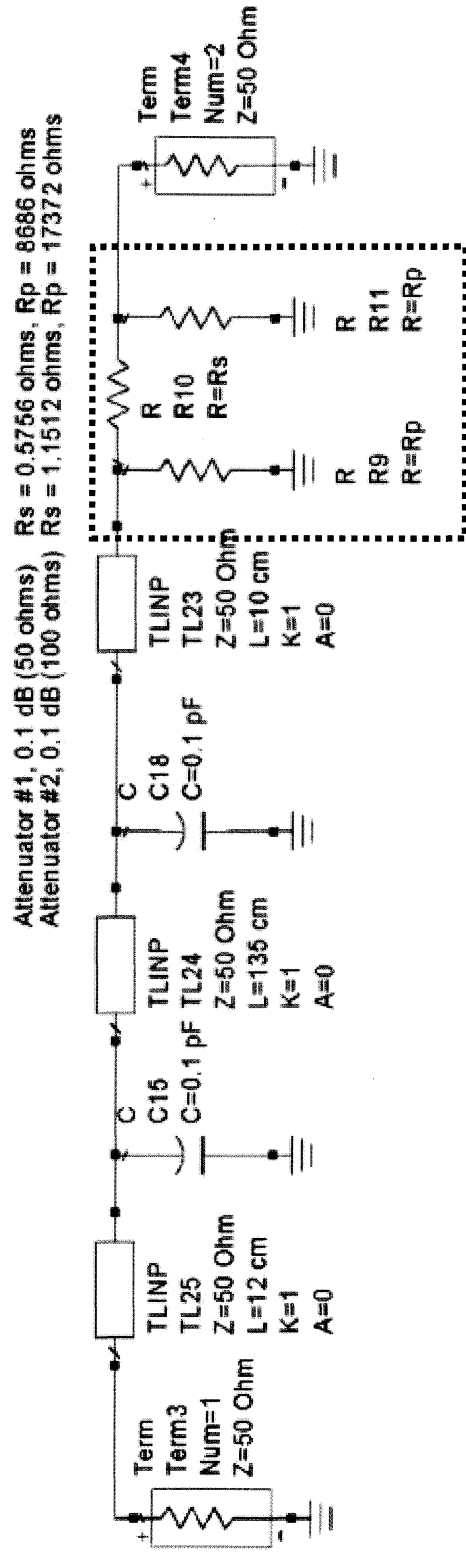 Attenuator #1, 0.1 dB (50 ohms) Rs = 0.5756 ohms, Rp = 8686 ohms
Attenuator #2, 0.1 dB (100 ohms) Rs = 1.1512 ohms, Rp = 17372 ohms
+
Term
Term3
Num=1
Z=50 Ohm
-
TLINP
TL25
Z=50 Ohm
L=12 cm
K=1
A=0
C
C15
C=0.1 pF
TLINP
TL24
Z=50 Ohm
L=135 cm
K=1
A=0
C
C18
C=0.1 pF
TLINP
TL23
Z=50 Ohm
L=10 cm
K=1
A=0
R
R9
R=Rp
R
R10
R=Rs
R
R11
R=Rp
+
Term
Term4
Num=2
Z=50 Ohm
-